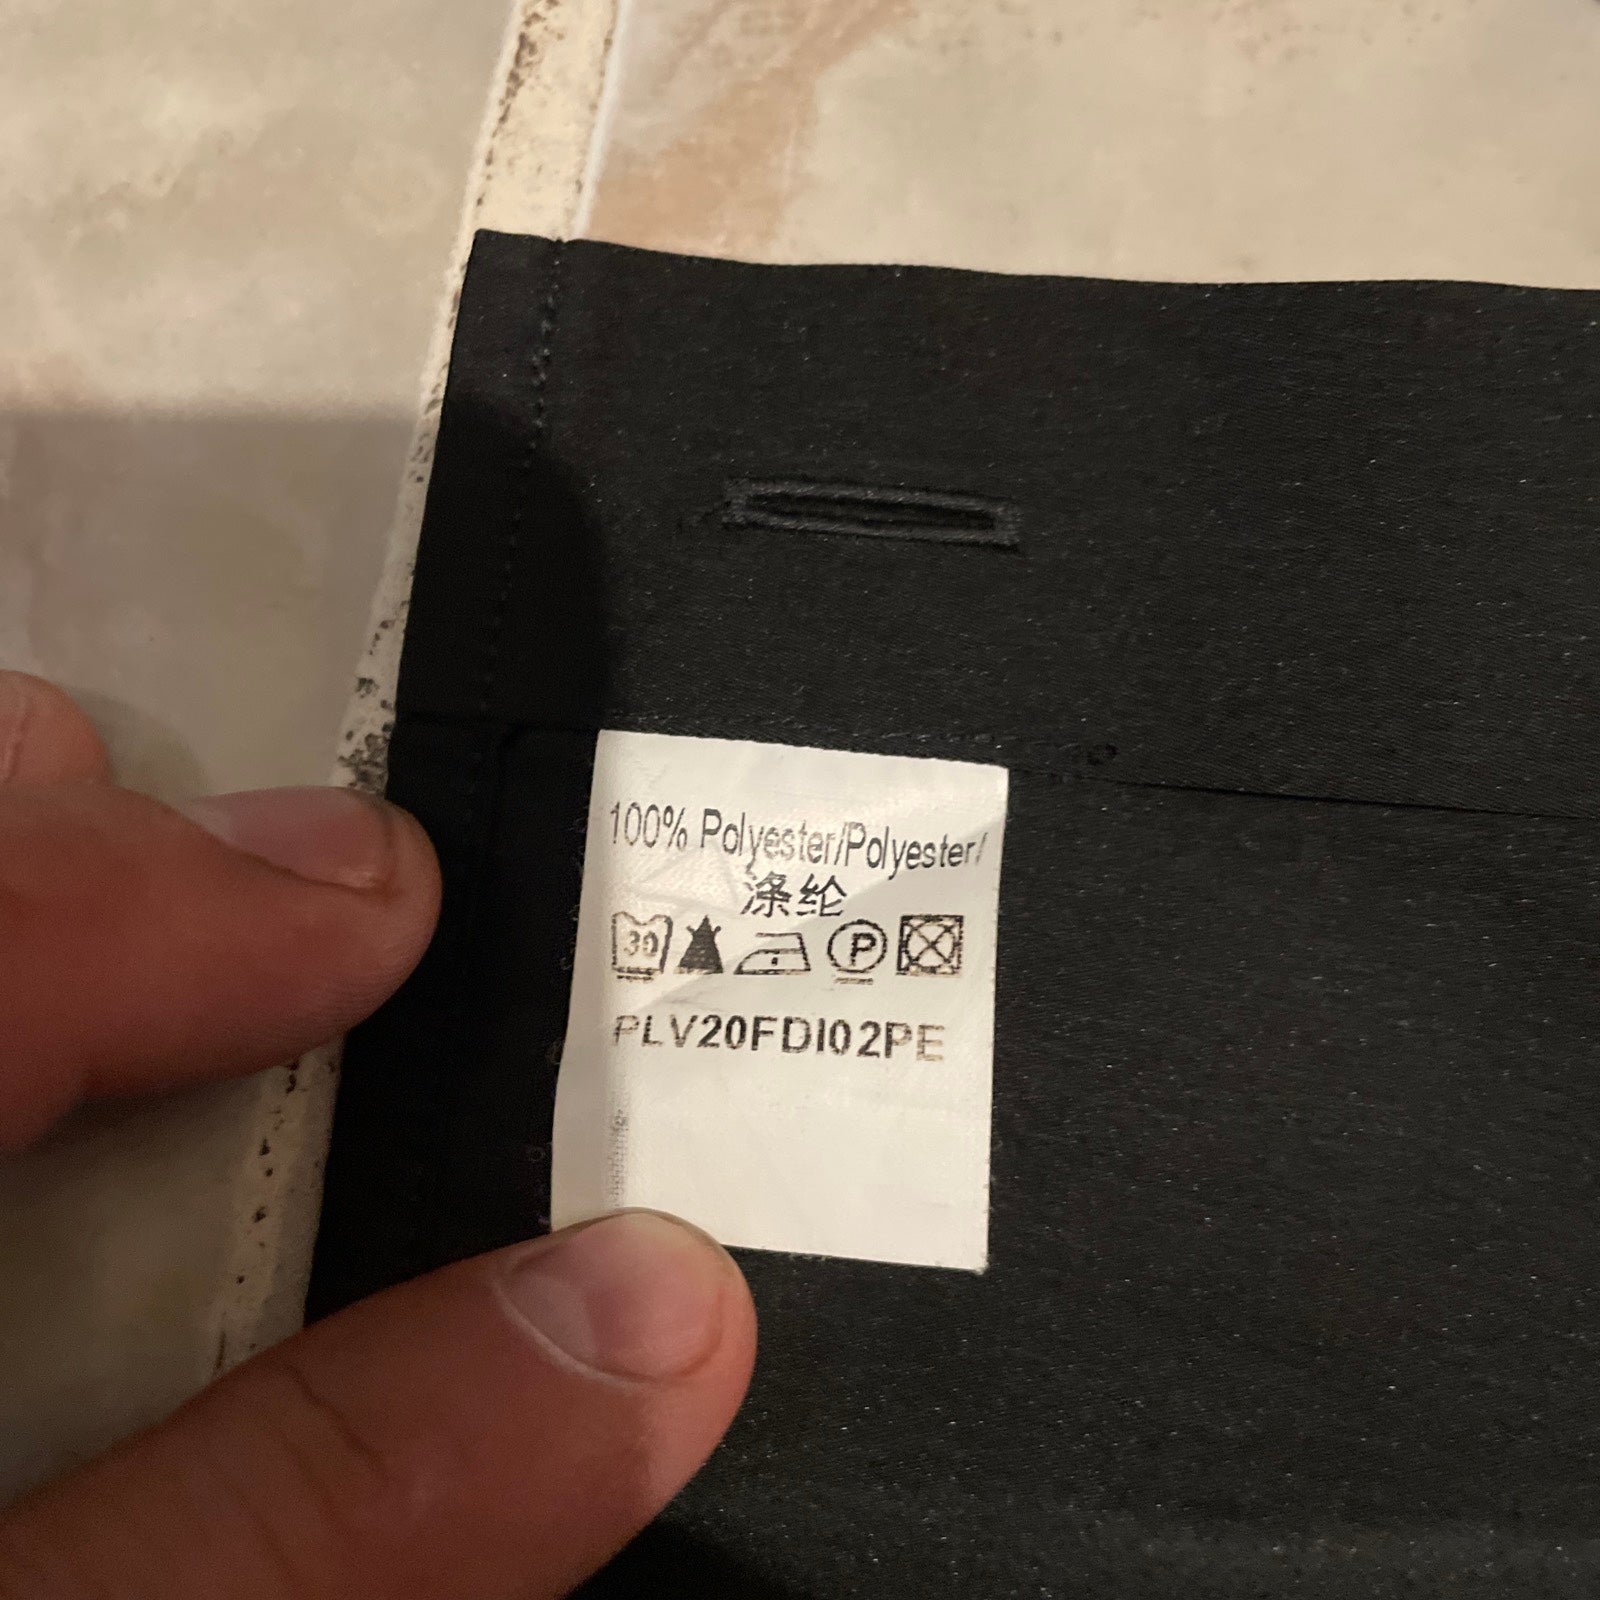 100% Polyester/Polyester/
涤纶
30 P
PLV20FDI02PE